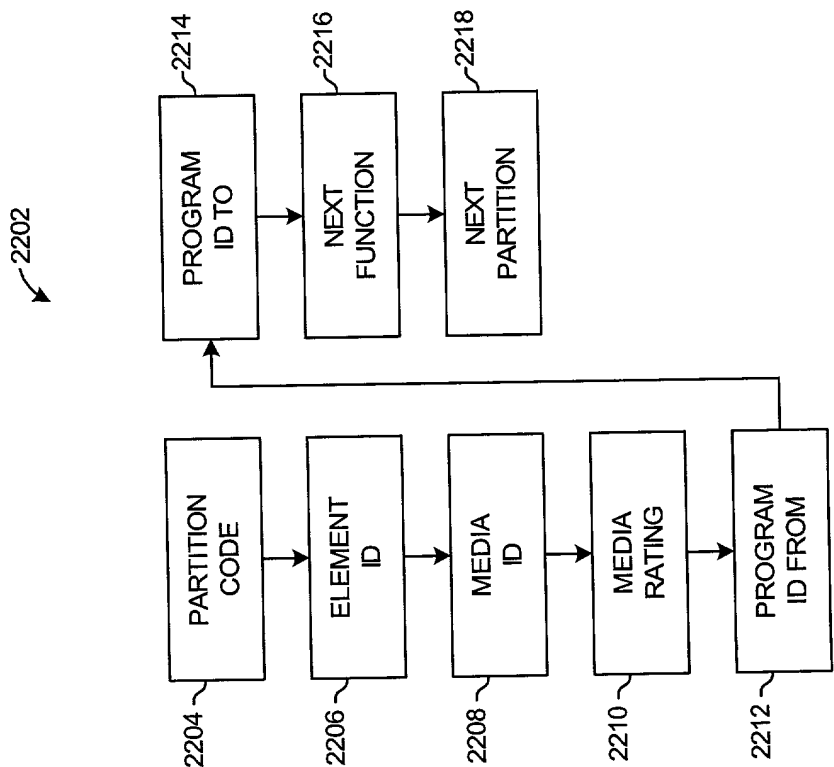 2202
2204
PARTITION
CODE
2206
ELEMENT
ID
2208
MEDIA
ID
2210
MEDIA
RATING
2212
PROGRAM
ID FROM
2214
PROGRAM
ID TO
2216
NEXT
FUNCTION
2218
NEXT
PARTITION